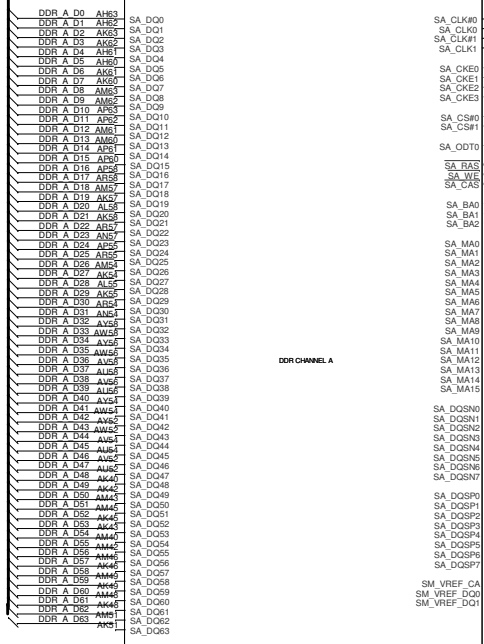 DDR_A_D0 AH63 SA_DQ0
DDR_A_D1 AH62 SA_DQ1
DDR_A_D2 AK63 SA_DQ2
DDR_A_D3 AK62 SA_DQ3
DDR_A_D4 AH61 SA_DQ4
DDR_A_D5 AH60 SA_DQ5
DDR_A_D6 AK61 SA_DQ6
DDR_A_D7 AK60 SA_DQ7
DDR_A_D8 AM63 SA_DQ8
DDR_A_D9 AM62 SA_DQ9
DDR_A_D10 AP63 SA_DQ10
DDR_A_D11 AP62 SA_DQ11
DDR_A_D12 AM61 SA_DQ12
DDR_A_D13 AM60 SA_DQ13
DDR_A_D14 AP61 SA_DQ14
DDR_A_D15 AP60 SA_DQ15
DDR_A_D16 AP58 SA_DQ16
DDR_A_D17 AR58 SA_DQ17
DDR_A_D18 AM57 SA_DQ18
DDR_A_D19 AK57 SA_DQ19
DDR_A_D20 AL58 SA_DQ20
DDR_A_D21 AK58 SA_DQ21
DDR_A_D22 AR57 SA_DQ22
DDR_A_D23 AN57 SA_DQ23
DDR_A_D24 AP55 SA_DQ24
DDR_A_D25 AR55 SA_DQ25
DDR_A_D26 AM54 SA_DQ26
DDR_A_D27 AK54 SA_DQ27
DDR_A_D28 AL55 SA_DQ28
DDR_A_D29 AK55 SA_DQ29
DDR_A_D30 AR54 SA_DQ30
DDR_A_D31 AN54 SA_DQ31
DDR_A_D32 AY58 SA_DQ32
DDR_A_D33 AW58 SA_DQ33
DDR_A_D34 AY56 SA_DQ34
DDR_A_D35 AW56 SA_DQ35
DDR_A_D36 AV58 SA_DQ36
DDR_A_D37 AU58 SA_DQ37
DDR_A_D38 AV56 SA_DQ38
DDR_A_D39 AU56 SA_DQ39
DDR_A_D40 AY54 SA_DQ40
DDR_A_D41 AW54 SA_DQ41
DDR_A_D42 AY52 SA_DQ42
DDR_A_D43 AW52 SA_DQ43
DDR_A_D44 AV54 SA_DQ44
DDR_A_D45 AU54 SA_DQ45
DDR_A_D46 AV52 SA_DQ46
DDR_A_D47 AU52 SA_DQ47
DDR_A_D48 AK40 SA_DQ48
DDR_A_D49 AK42 SA_DQ49
DDR_A_D50 AM43 SA_DQ50
DDR_A_D51 AM45 SA_DQ51
DDR_A_D52 AK45 SA_DQ52
DDR_A_D53 AK43 SA_DQ53
DDR_A_D54 AM40 SA_DQ54
DDR_A_D55 AM42 SA_DQ55
DDR_A_D56 AM46 SA_DQ56
DDR_A_D57 AK46 SA_DQ57
DDR_A_D58 AM49 SA_DQ58
DDR_A_D59 AK49 SA_DQ59
DDR_A_D60 AM48 SA_DQ60
DDR_A_D61 AK48 SA_DQ61
DDR_A_D62 AM51 SA_DQ62
DDR_A_D63 AK51 SA_DQ63
DDR CHANNEL A
SA_CLK#0
SA_CLK0
SA_CLK#1
SA_CLK1
SA_CKE0
SA_CKE1
SA_CKE2
SA_CKE3
SA_CS#0
SA_CS#1
SA_ODT0
SA_RAS
SA_WE
SA_CAS
SA_BA0
SA_BA1
SA_BA2
SA_MA0
SA_MA1
SA_MA2
SA_MA3
SA_MA4
SA_MA5
SA_MA6
SA_MA7
SA_MA8
SA_MA9
SA_MA10
SA_MA11
SA_MA12
SA_MA13
SA_MA14
SA_MA15
SA_DQSN0
SA_DQSN1
SA_DQSN2
SA_DQSN3
SA_DQSN4
SA_DQSN5
SA_DQSN6
SA_DQSN7
SA_DQSP0
SA_DQSP1
SA_DQSP2
SA_DQSP3
SA_DQSP4
SA_DQSP5
SA_DQSP6
SA_DQSP7
SM_VREF_CA
SM_VREF_DQ0
SM_VREF_DQ1